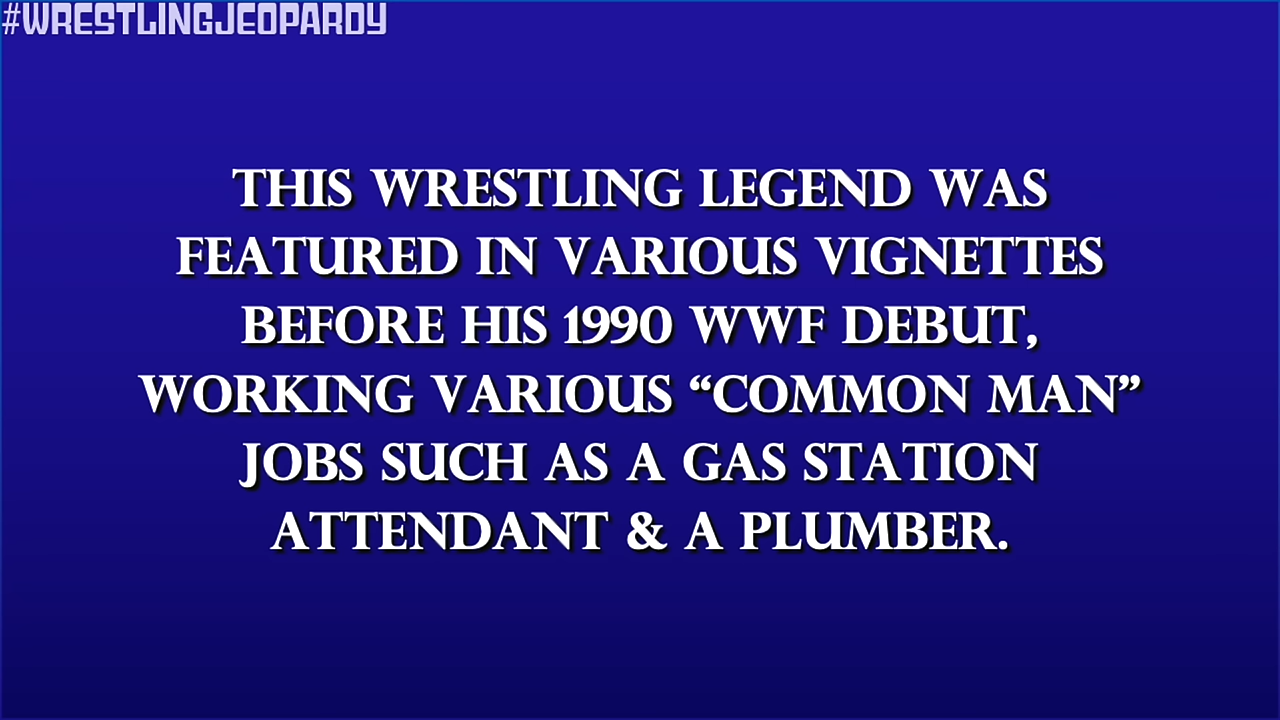 #WRESTLINGJEOPARDY
THIS WRESTLING LEGEND WAS
FEATURED IN VARIOUS VIGNETTES
BEFORE HIS 1990 WWF DEBUT,
WORKING VARIOUS “COMMON MAN”
JOBS SUCH AS A GAS STATION
ATTENDANT & A PLUMBER.